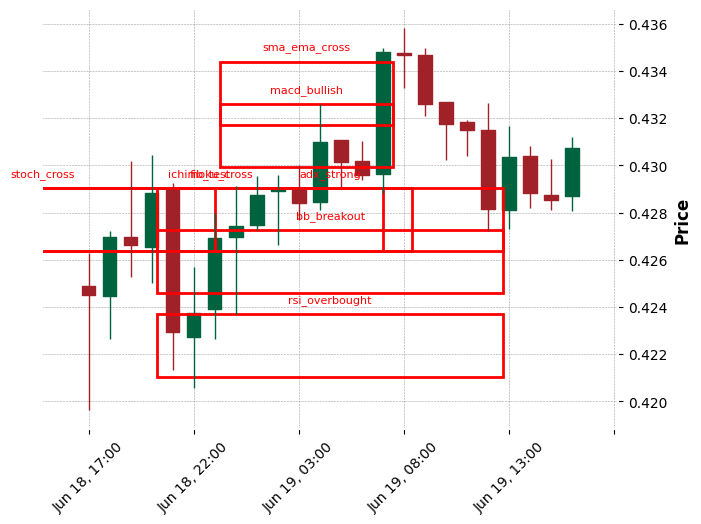 0.436
sma_ema_cross
0.434
macd_bullish
0.432
0.430
stoch_cross
adx_strong
0.428
bb_breakout
Price
0.426
rsi_overbought
0.424
0.422
0.420
Jun 18, 17:00
Jun 18, 22:00
Jun 19, 03:00
Jun 19, 08:00
Jun 19, 13:00